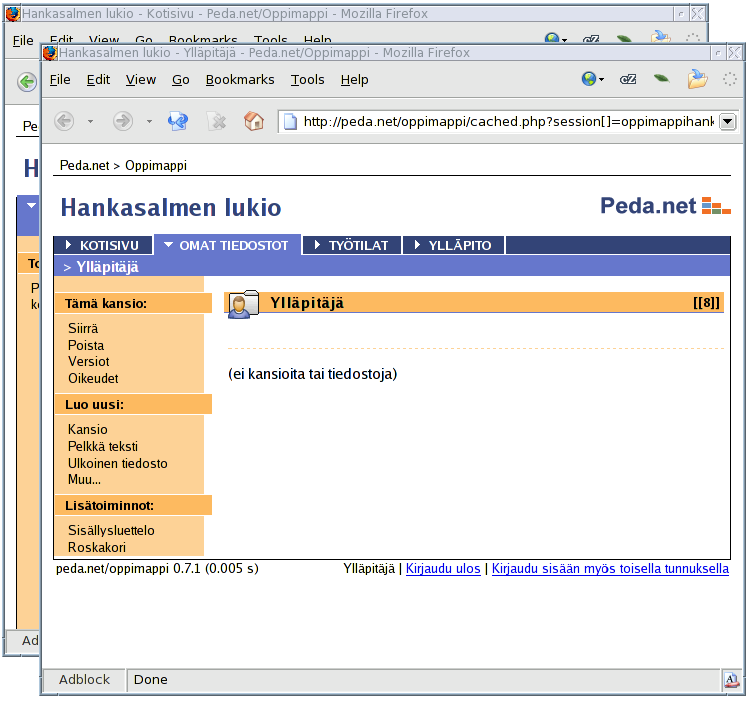 Hankasalmen lukio - Kotisivu - Peda.net/Oppimappi - Mozilla Firefox
File Edit View Go Bookmarks Tools Help
Hankasalmen lukio - Ylläpitäjä - Peda.net/Oppimappi - Mozilla Firefox
File Edit View Go Bookmarks Tools Help
http://peda.net/oppimappi/cached.php?session[]=oppimappihank
Pe
Peda.net > Oppimappi
H
Hankasalmen lukio
Peda.net
KOTISIVU OMAT TIEDOSTOT TYÖTILAT YLLÄPITO
> Ylläpitäjä
To
P
k
Tämä kansio:
Siirrä
Poista
Versiot
Oikeudet
Luo uusi:
Kansio
Pelkkä teksti
Ulkoinen tiedosto
Muu...
Lisätoiminnot:
Sisällysluettelo
Roskakori
Ylläpitäjä [[8]]
(ei kansioita tai tiedostoja)
peda.net/oppimappi 0.7.1 (0.005 s)
Ylläpitäjä | Kirjaudu ulos | Kirjaudu sisään myös toisella tunnuksella
Ad
Adblock Done